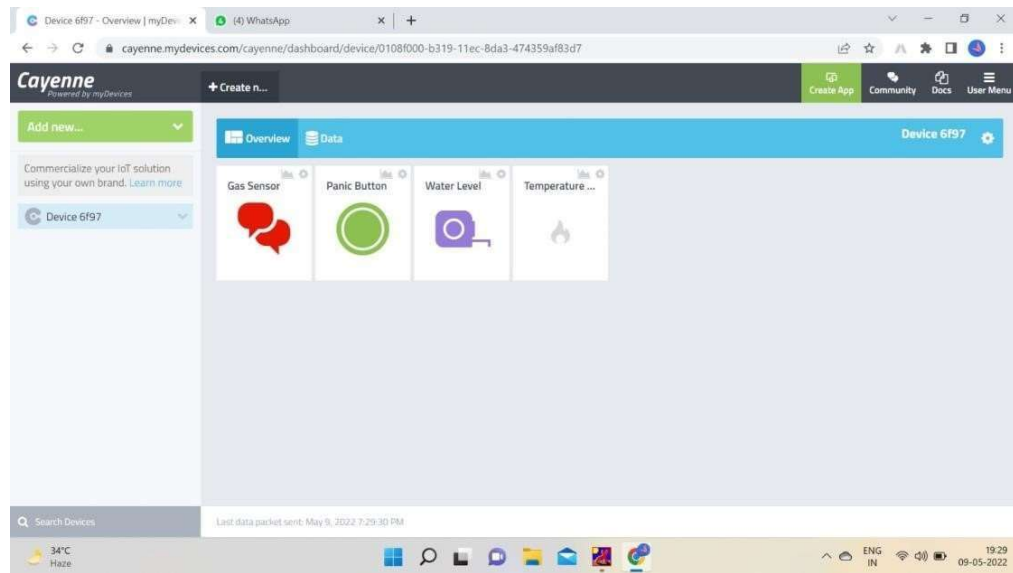 Device 6f97 - Overview | myDev
(4) WhatsApp
cayenne.mydevices.com/cayenne/dashboard/device/0108f000-b319-11ec-8da3-474359af83d7
Cayenne
Powered by myDevices
+ Create n...
Create App
Community
Docs
User Menu
Add new...
Overview
Data
Device 6f97
Commercialize your IoT solution
using your own brand. Learn more
Device 6f97
Gas Sensor
Panic Button
Water Level
Temperature ...
Search Devices
Last data packet sent: May 9, 2022 7:29:30 PM
34°C
Haze
ENG
IN
19:29
09-05-2022